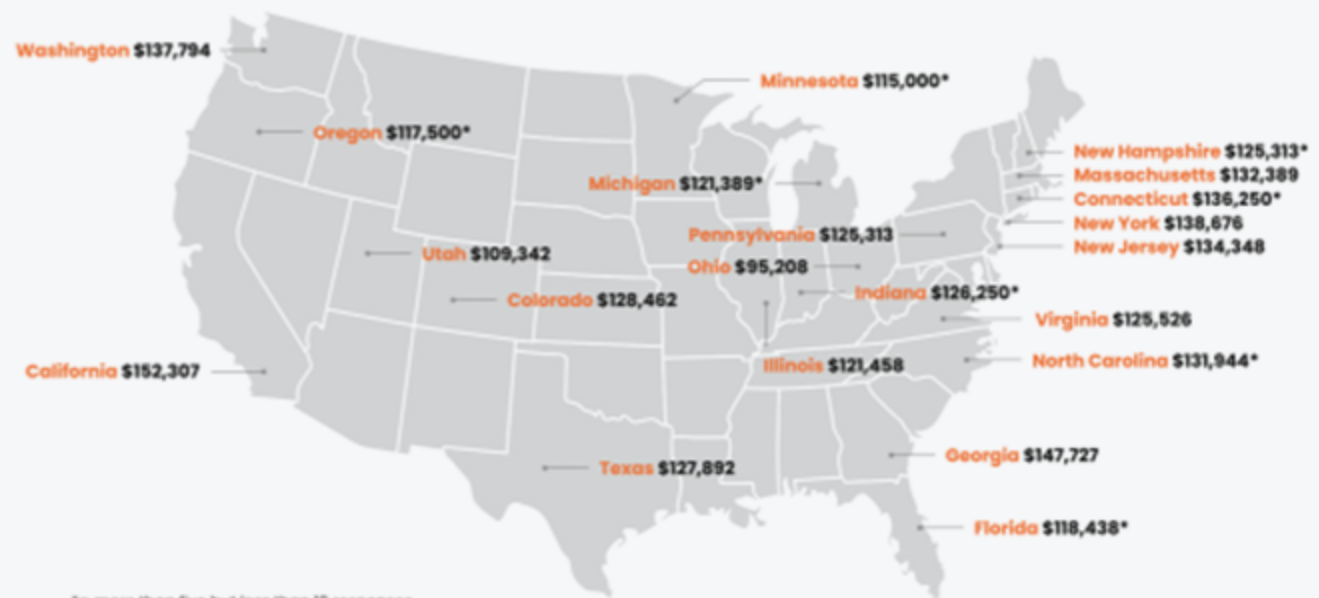 Washington $137,794
Minnesota $115,000*
Oregon $117,500*
New Hampshire $125,313*
Massachusetts $132,389
Michigan $121,389*
Connecticut $136,250*
New York $138,676
Pennsylvania $125,313
New Jersey $134,348
Utah $109,342
Ohio $95,208
Indiana $126,250*
Colorado $128,462
Virginia $125,526
North Carolina $131,944*
Illinois $121,458
California $152,307
Georgia $147,727
Texas $127,892
Florida $118,438*